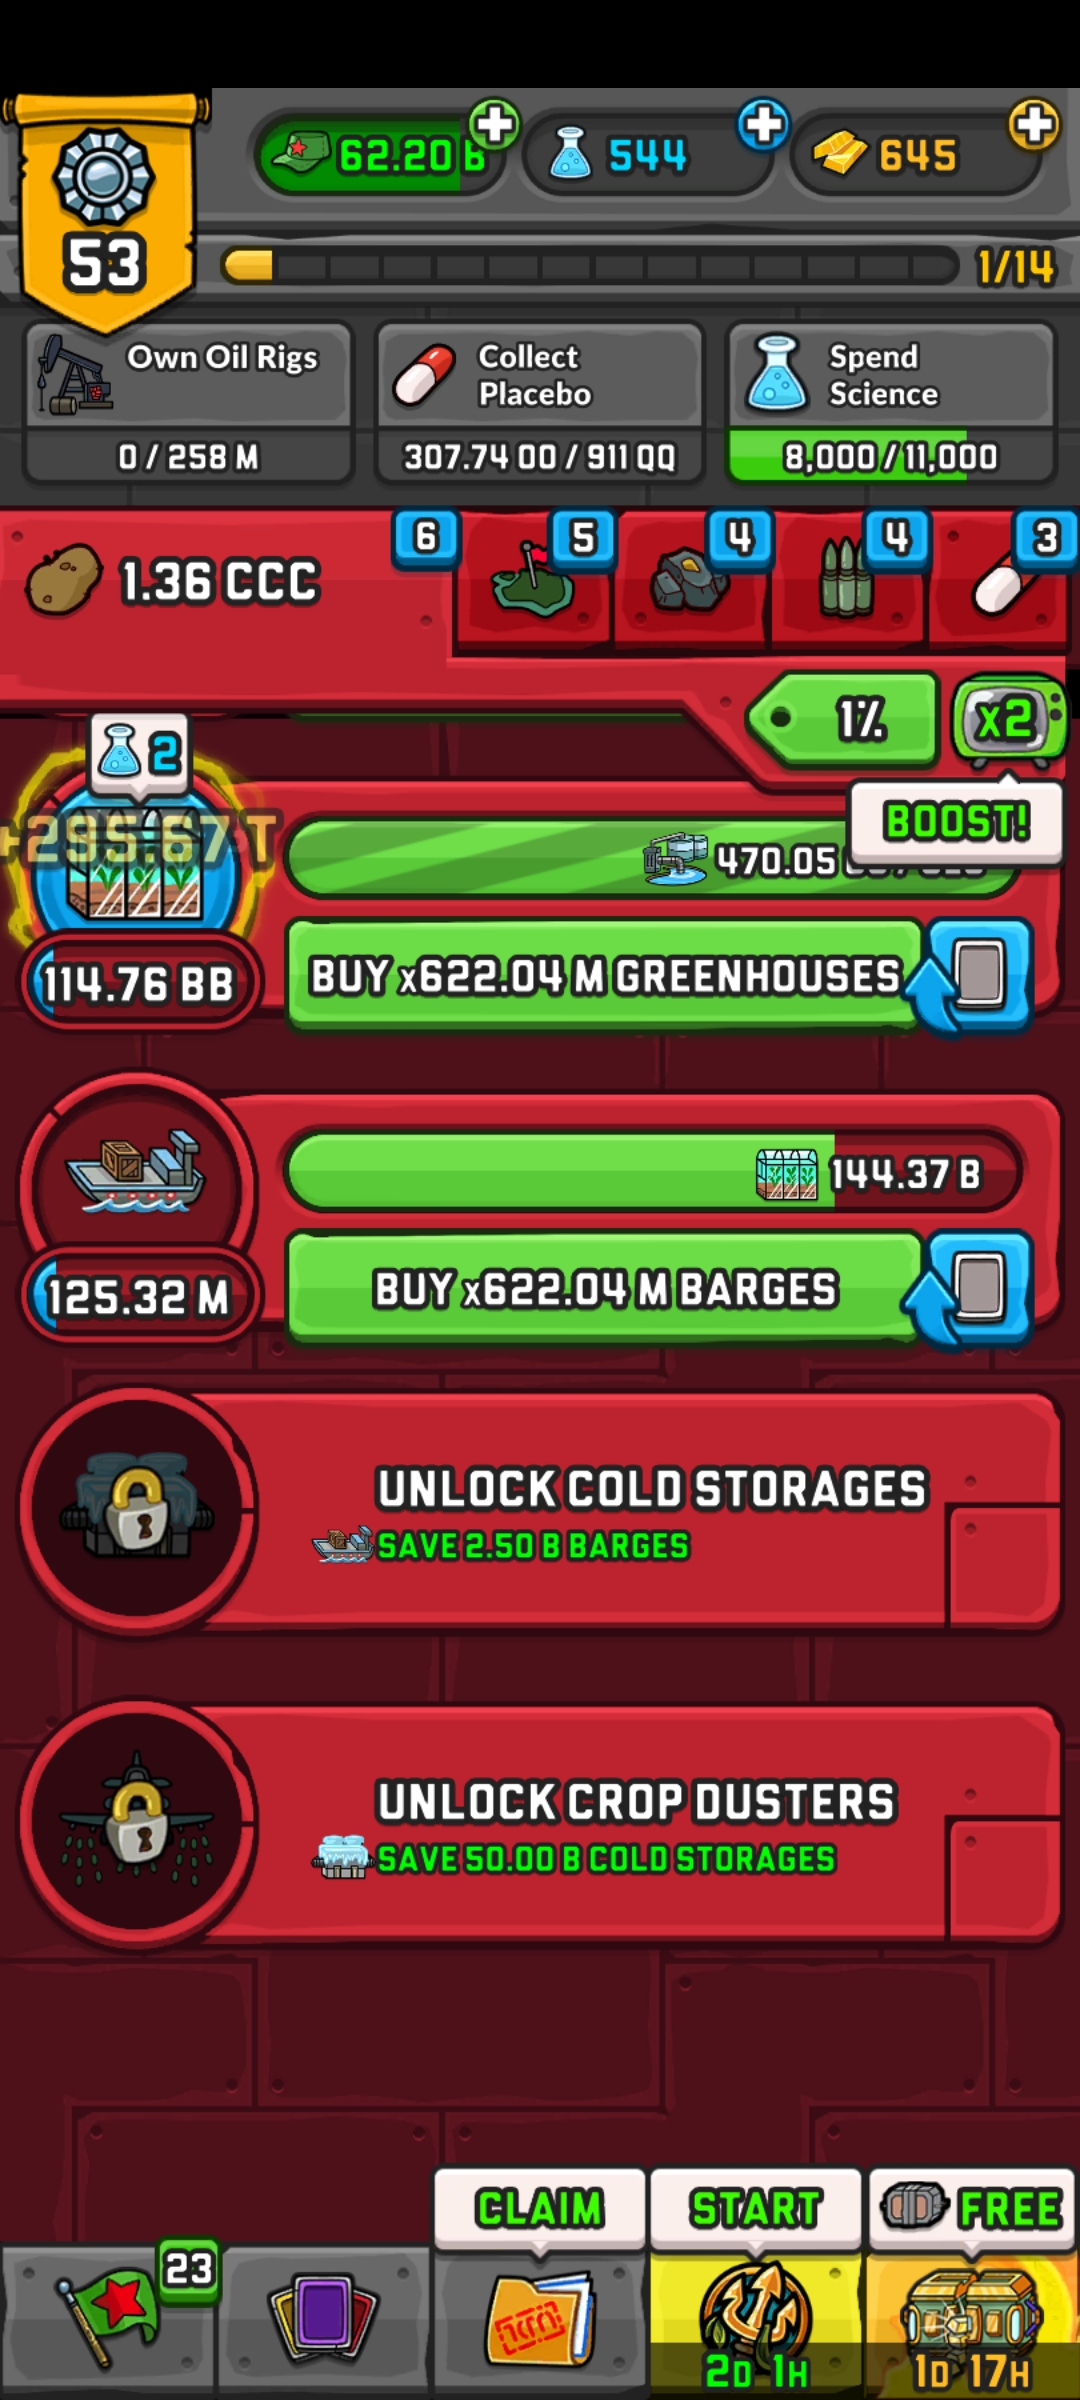 62.20 B
544
645
53
1/14
Own Oil Rigs
0 / 258 M
Collect
Placebo
307.74 OO / 911 QQ
Spend
Science
8,000 / 11,000
1.36 CCC
6
5
4
4
3
1%
x2
BOOST!
2
+295.67 T
470.05
114.76 BB
BUY x622.04 M GREENHOUSES
144.37 B
125.32 M
BUY x622.04 M BARGES
UNLOCK COLD STORAGES
SAVE 2.50 B BARGES
UNLOCK CROP DUSTERS
SAVE 50.00 B COLD STORAGES
CLAIM
START
FREE
23
2D 1H
1D 17H